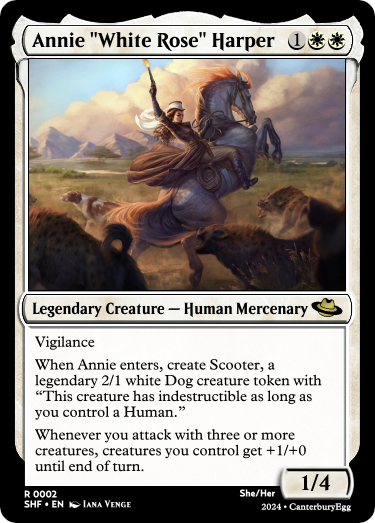 Annie "White Rose" Harper 1
Legendary Creature — Human Mercenary
Vigilance
When Annie enters, create Scooter, a
legendary 2/1 white Dog creature token with
“This creature has indestructible as long as
you control a Human.”
Whenever you attack with three or more
creatures, creatures you control get +1/+0
until end of turn.
1/4
R 0002 She/Her
SHF • EN Iana Venge 2024 • CanterburyEgg